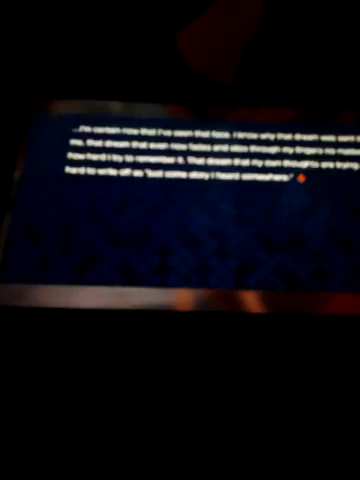 ...I'm certain now that I've seen that face. I know why that dream was sent
me, that dream that even now fades and slips through my fingers no matter
how hard I try to remember it. That dream that my own thoughts are trying
hard to write off as "just some story I heard somewhere."